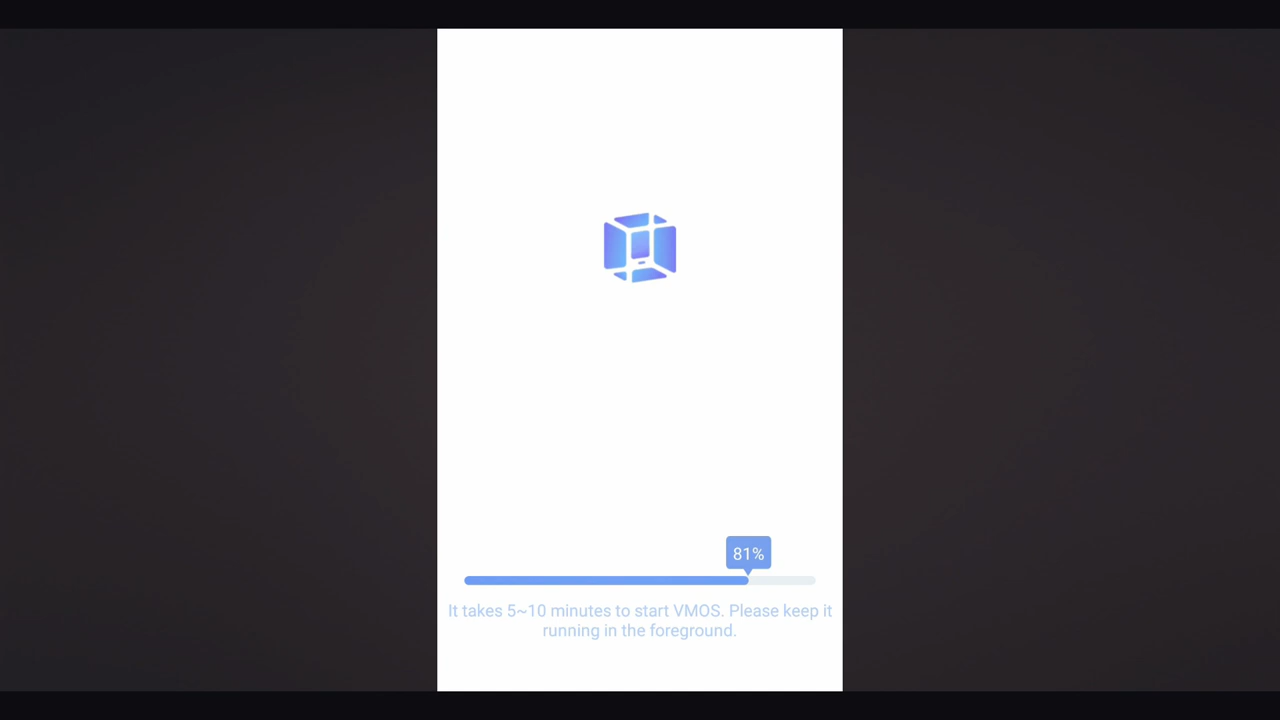 81%
It takes 5~10 minutes to start VMOS. Please keep it
running in the foreground.